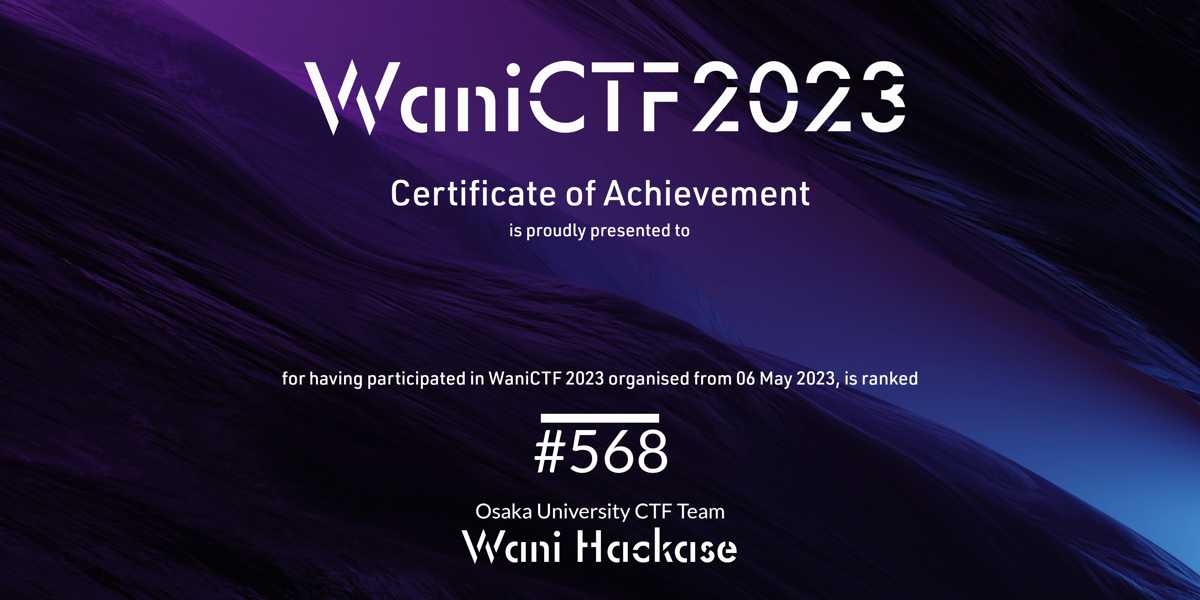 WaniCTF2023
Certificate of Achievement
is proudly presented to
for having participated in WaniCTF 2023 organised from 06 May 2023, is ranked
#568
Osaka University CTF Team
Wani Hackase